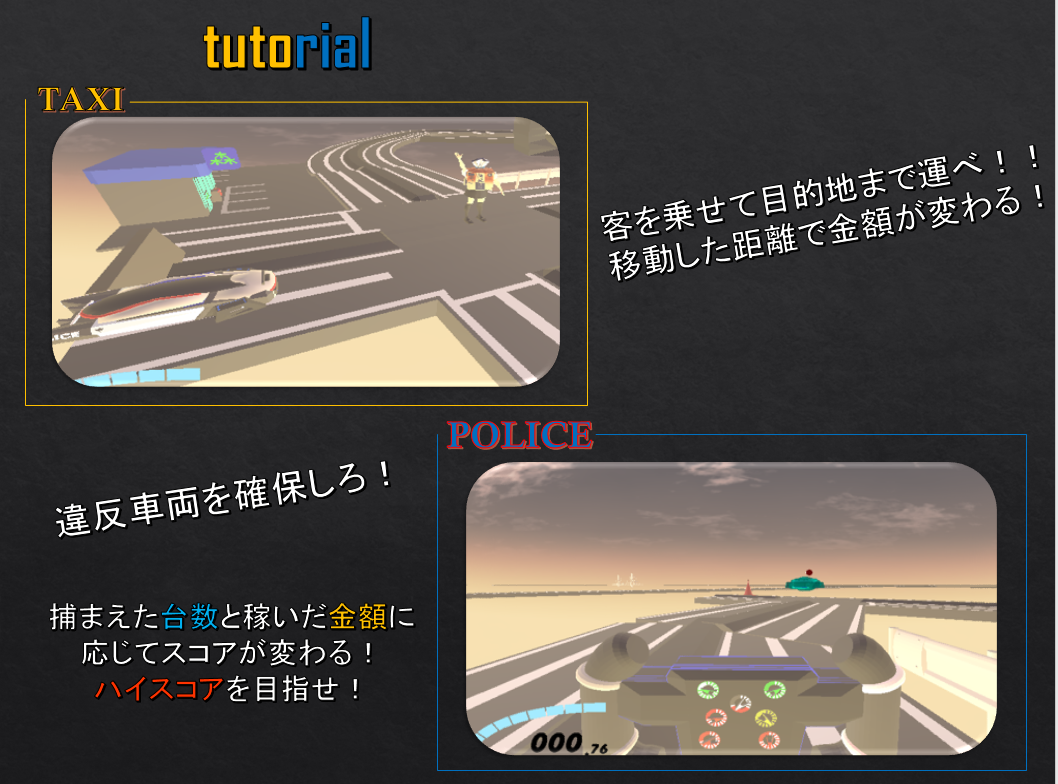 tutorial
TAXI
客を乗せて目的地まで運べ！！
移動した距離で金額が変わる！
POLICE
違反車両を確保しろ！
捕まえた台数と稼いだ金額に
応じてスコアが変わる！
ハイスコアを目指せ！
000.76